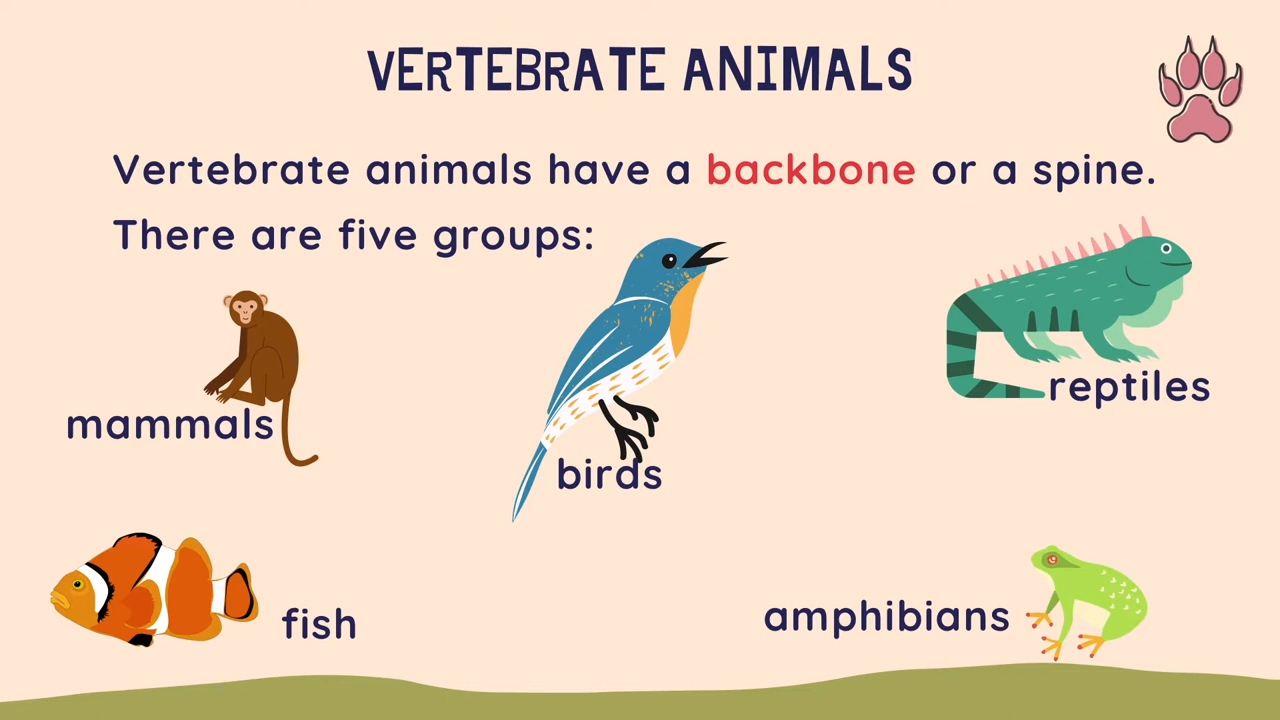 VERTEBRATE ANIMALS
Vertebrate animals have a backbone or a spine.
There are five groups:
mammals
birds
reptiles
fish
amphibians